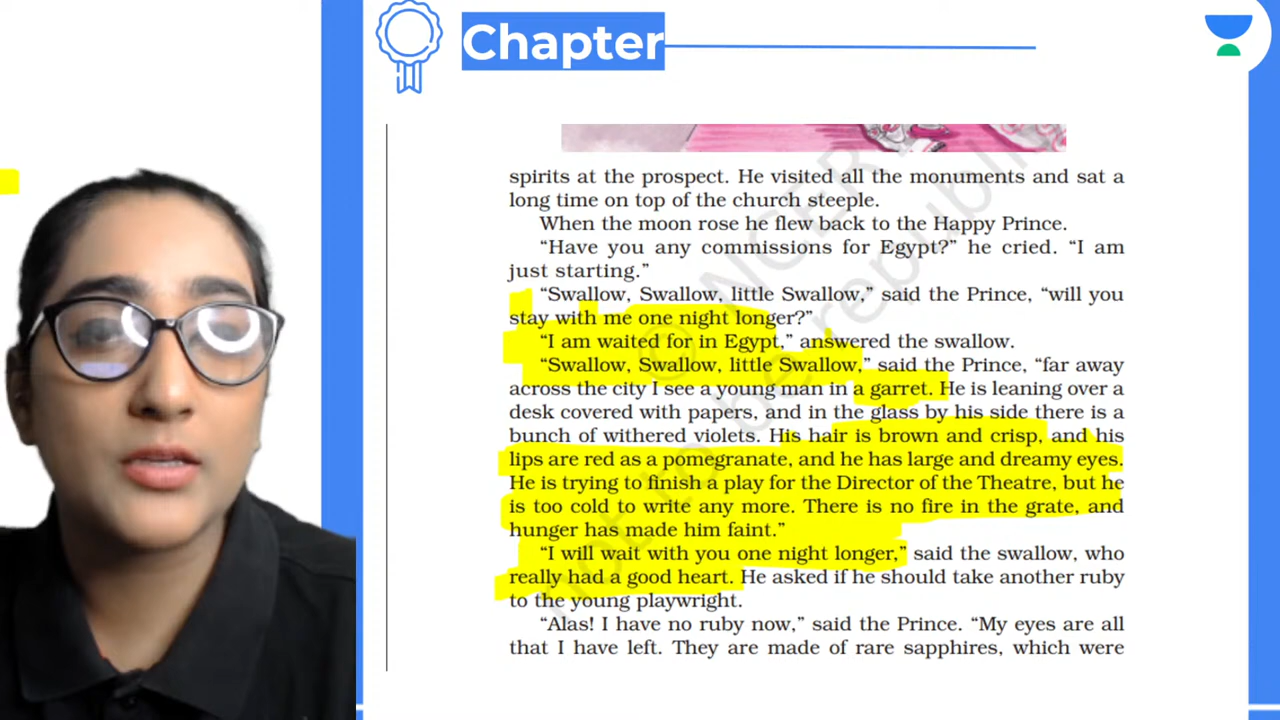 Chapter
spirits at the prospect. He visited all the monuments and sat a
long time on top of the church steeple.
When the moon rose he flew back to the Happy Prince.
“Have you any commissions for Egypt?” he cried. “I am
just starting.”
“Swallow, Swallow, little Swallow,” said the Prince, “will you
stay with me one night longer?”
“I am waited for in Egypt,” answered the swallow.
“Swallow, Swallow, little Swallow,” said the Prince, “far away
across the city I see a young man in a garret. He is leaning over a
desk covered with papers, and in the glass by his side there is a
bunch of withered violets. His hair is brown and crisp, and his
lips are red as a pomegranate, and he has large and dreamy eyes.
He is trying to finish a play for the Director of the Theatre, but he
is too cold to write any more. There is no fire in the grate, and
hunger has made him faint.”
“I will wait with you one night longer,” said the swallow, who
really had a good heart. He asked if he should take another ruby
to the young playwright.
“Alas! I have no ruby now,” said the Prince. “My eyes are all
that I have left. They are made of rare sapphires, which were
© NCER
not to be republi